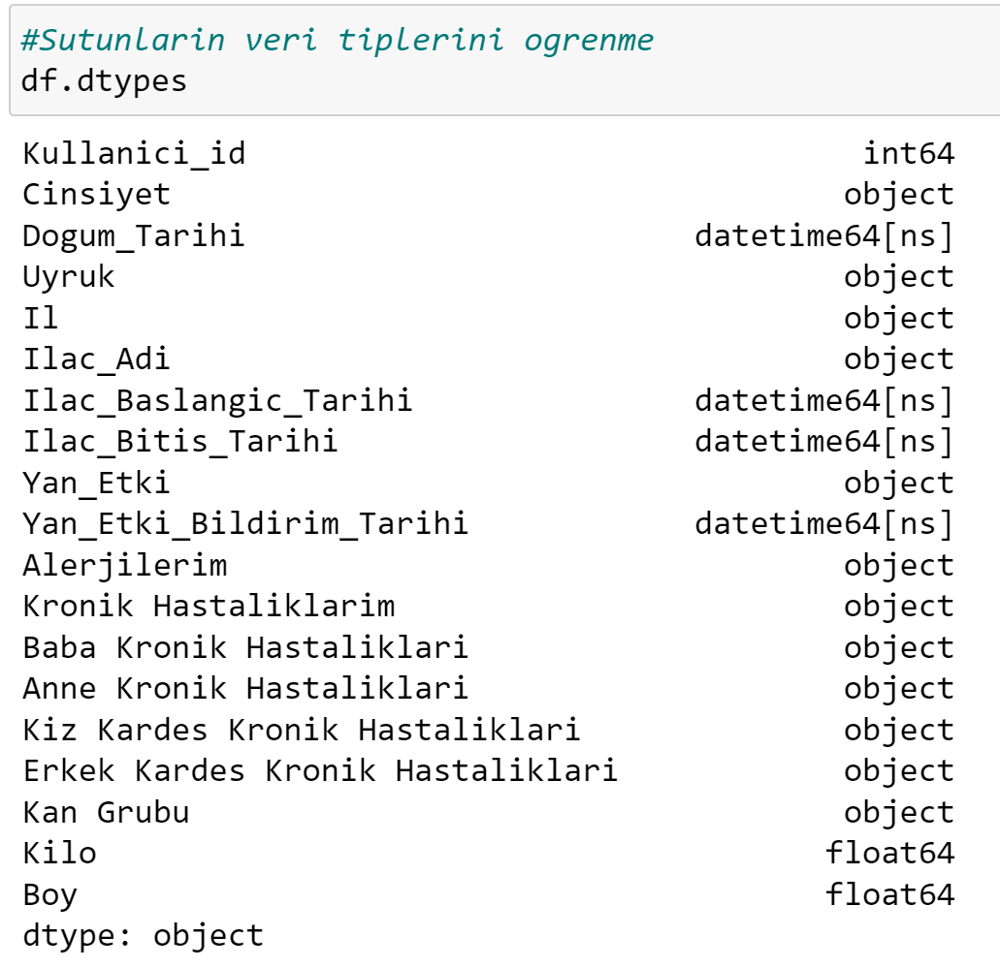 #Sutunlarin veri tiplerini ogrenme
df.dtypes
Kullanici_id int64
Cinsiyet object
Dogum_Tarihi datetime64[ns]
Uyruk object
Il object
Ilac_Adi object
Ilac_Baslangic_Tarihi datetime64[ns]
Ilac_Bitis_Tarihi datetime64[ns]
Yan_Etki object
Yan_Etki_Bildirim_Tarihi datetime64[ns]
Alerjilerim object
Kronik Hastaliklarim object
Baba Kronik Hastaliklari object
Anne Kronik Hastaliklari object
Kiz Kardes Kronik Hastaliklari object
Erkek Kardes Kronik Hastaliklari object
Kan Grubu object
Kilo float64
Boy float64
dtype: object